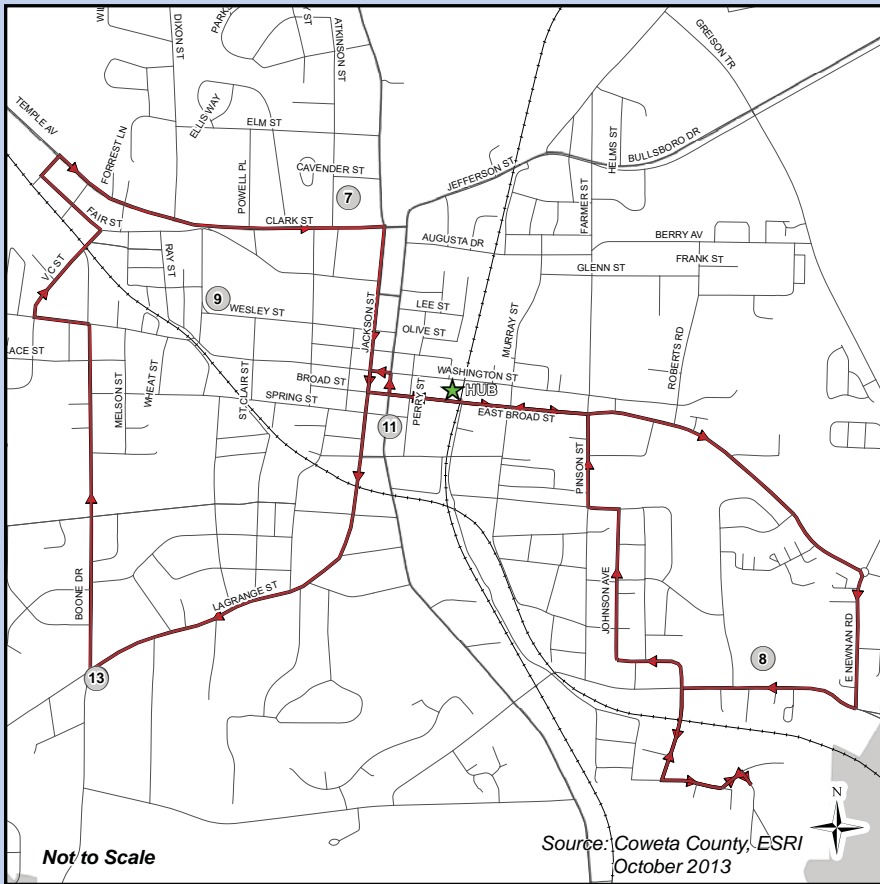 DIXON ST
ATKINSON ST
GREISON TR
TEMPLE AV
FORREST LN
ELLIS WAY
ELM ST
CAVENDER ST
POWELL PL
7
CLARK ST
JEFFERSON ST
HELMS ST
BULLSBORO DR
FARMER ST
FAIR ST
AUGUSTA DR
BERRY AV
RAY ST
GLENN ST
FRANK ST
V C ST
9
WESLEY ST
JACKSON ST
LEE ST
OLIVE ST
MURRAY ST
ROBERTS RD
LACE ST
MELSON ST
WHEAT ST
ST. CLAIR ST
BROAD ST
SPRING ST
PERRY ST
WASHINGTON ST
HUB
EAST BROAD ST
11
PINSON ST
BOONE DR
LAGRANGE ST
JOHNSON AVE
E NEWNAN RD
8
13
N
Not to Scale
Source: Coweta County, ESRI
October 2013